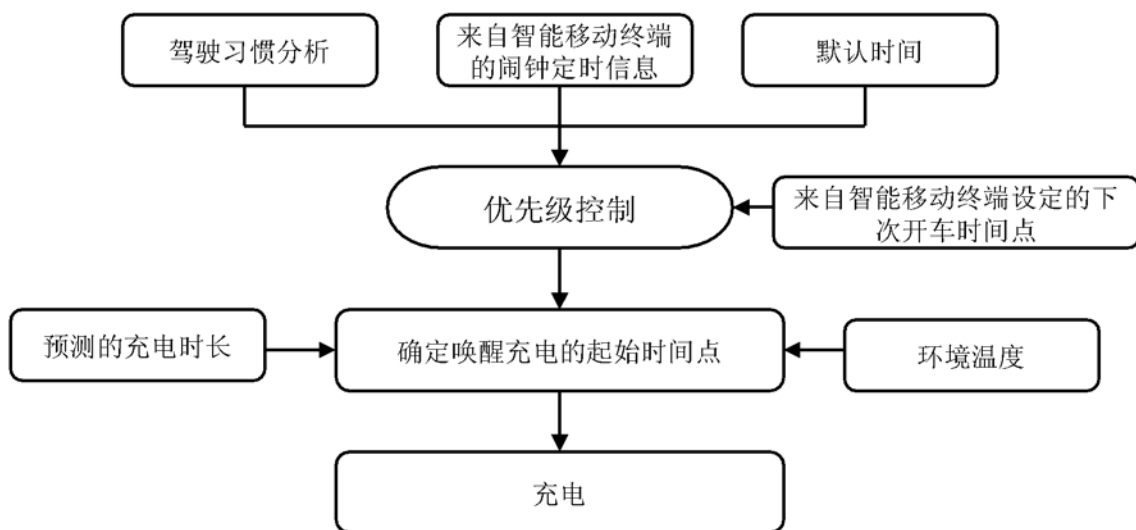 驾驶习惯分析
来自智能移动终端
的闹钟定时信息
默认时间
优先级控制
来自智能移动终端设定的下
次开车时间点
预测的充电时长
确定唤醒充电的起始时间点
环境温度
充电